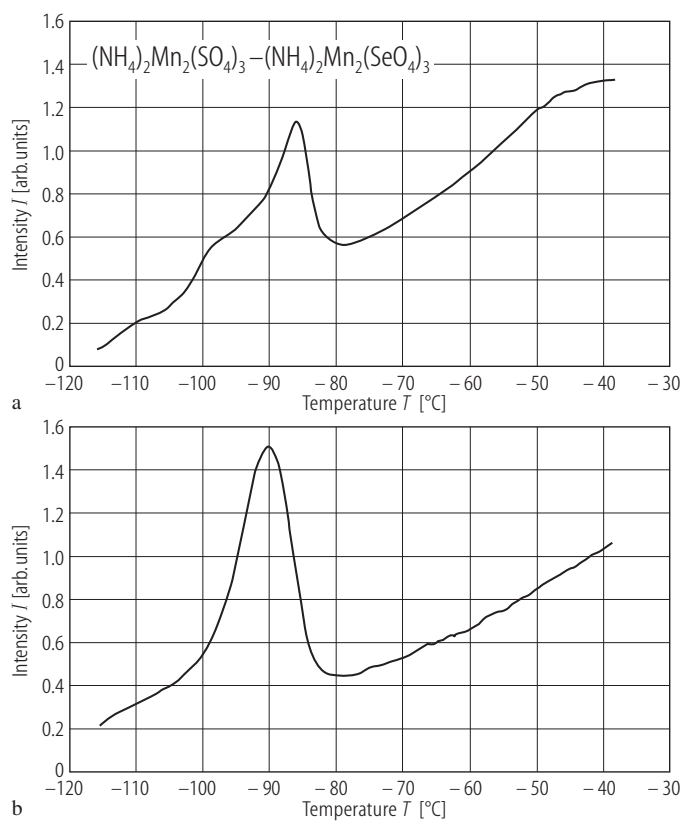 1.6
(NH4)2Mn2(SO4)3–(NH4)2Mn2(SeO4)3
1.4
1.2
1.0
0.8
0.6
0.4
0.2
0
Intensity I [arb.units]
–120 –110 –100 –90 –80 –70 –60 –50 –40 –30
a
Temperature T [°C]
1.6
1.4
1.2
1.0
0.8
0.6
0.4
0.2
0
Intensity I [arb.units]
–120 –110 –100 –90 –80 –70 –60 –50 –40 –30
b
Temperature T [°C]